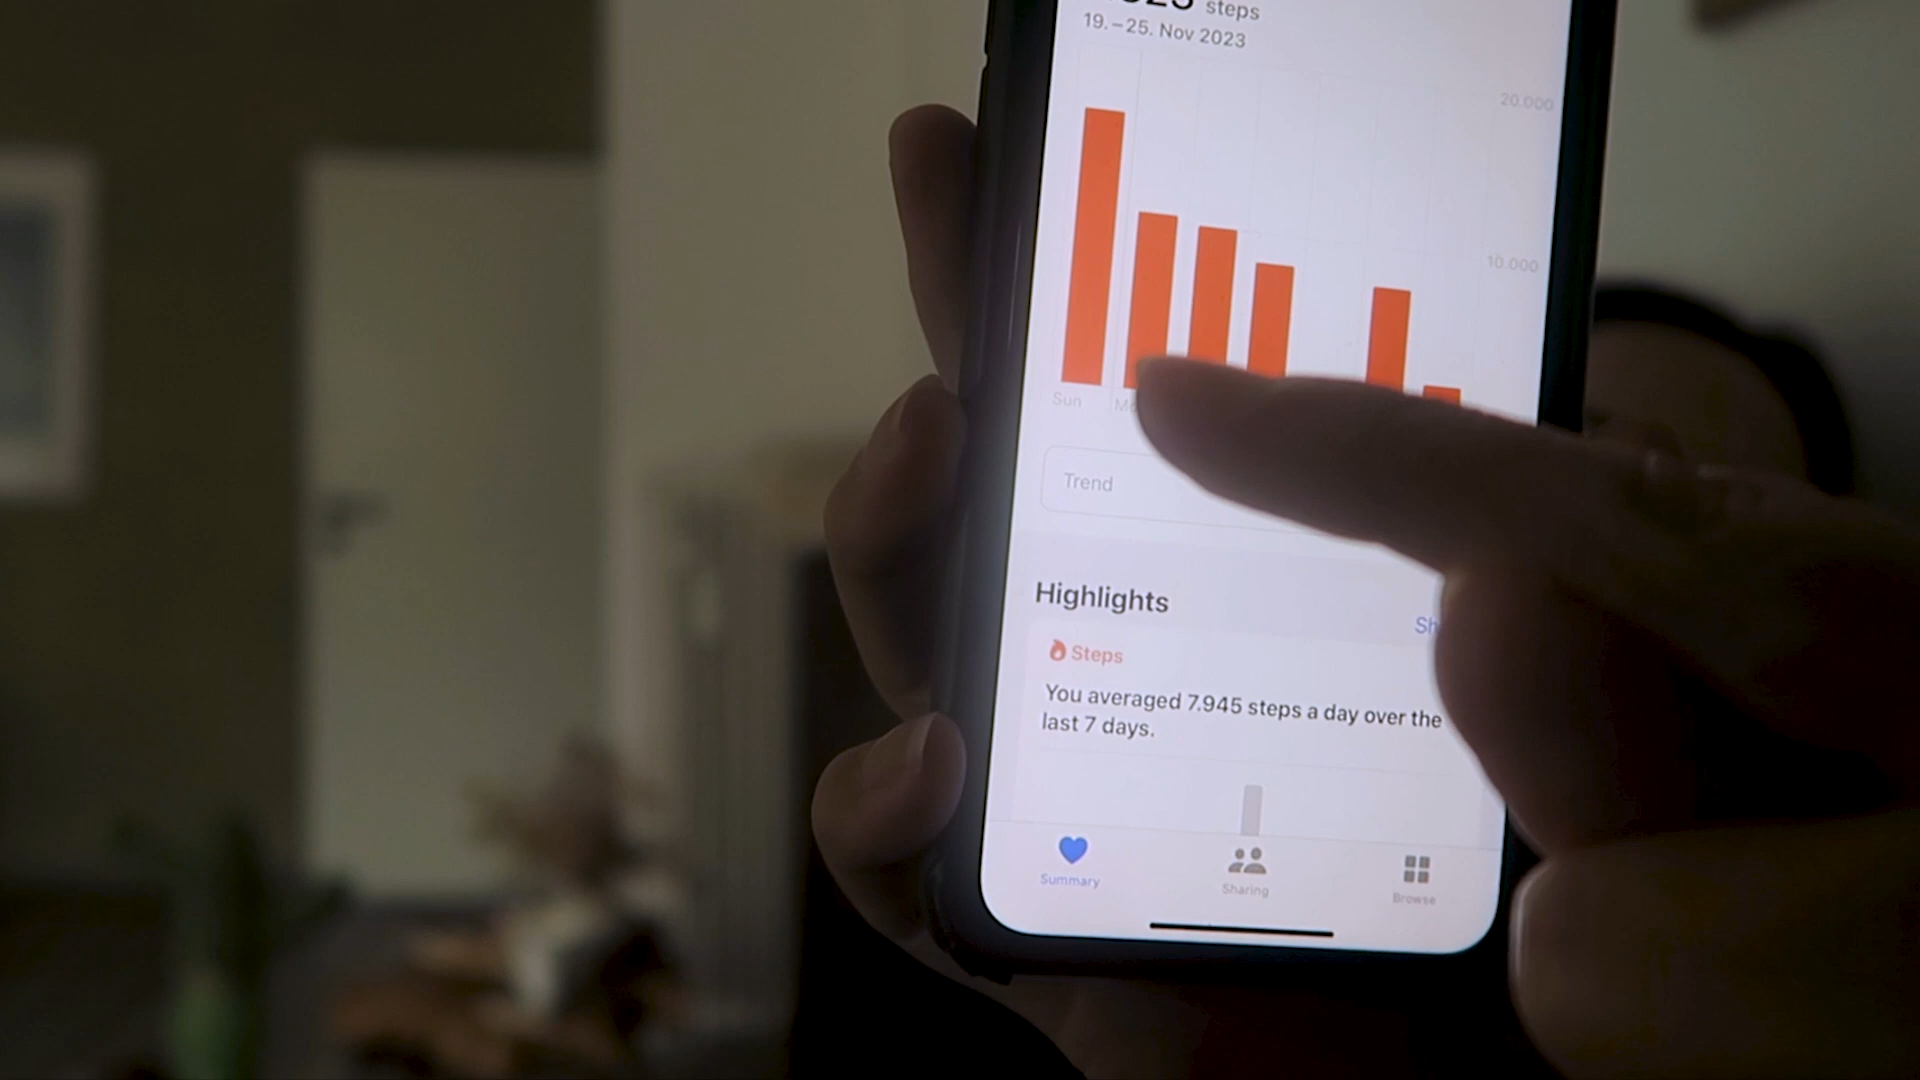 steps
19.–25. Nov 2023
20.000
10.000
Sun
Trend
Highlights
Steps
You averaged 7.945 steps a day over the
last 7 days.
Summary
Sharing
Browse